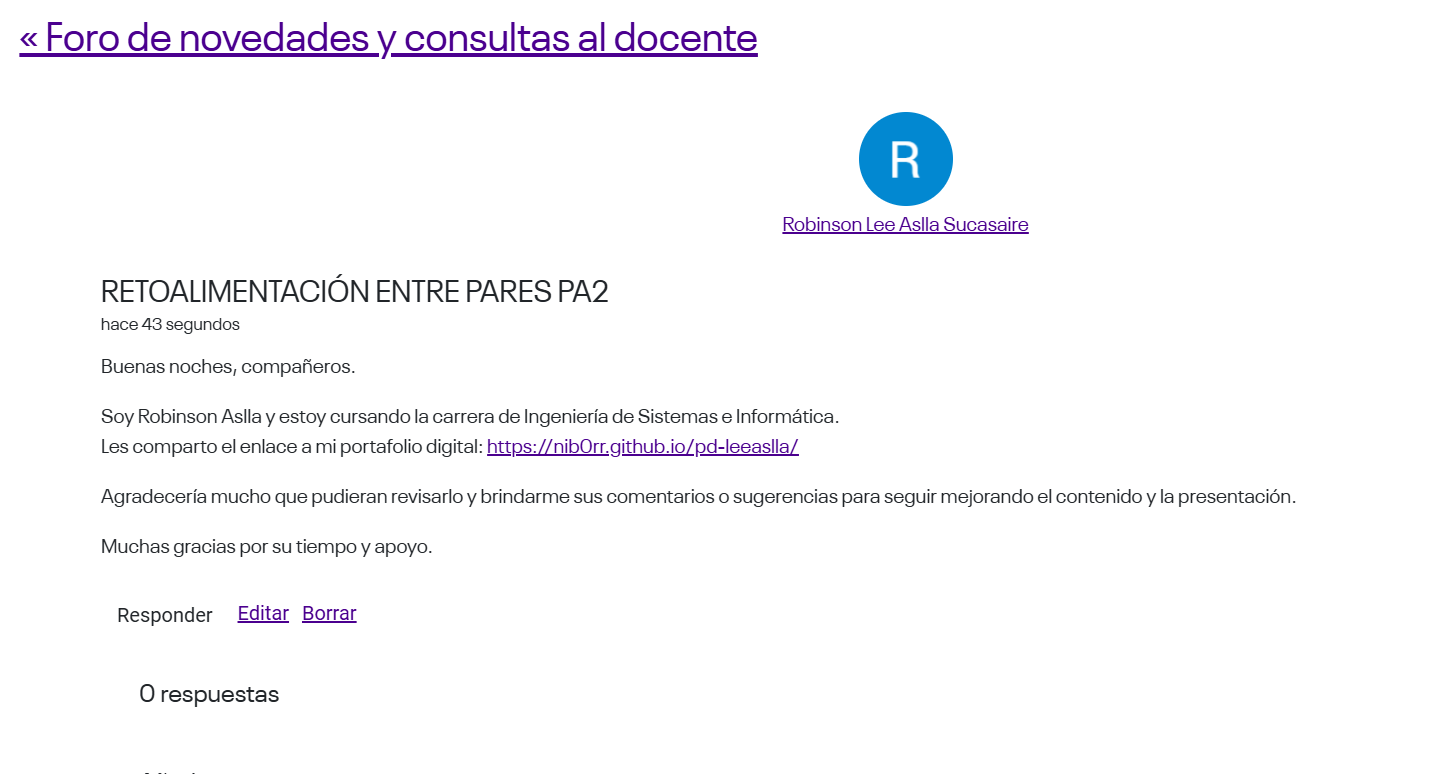 « Foro de novedades y consultas al docente
R
Robinson Lee Aslla Sucasaire
RETOALIMENTACIÓN ENTRE PARES PA2
hace 43 segundos
Buenas noches, compañeros.
Soy Robinson Aslla y estoy cursando la carrera de Ingeniería de Sistemas e Informática.
Les comparto el enlace a mi portafolio digital: https://nib0rr.github.io/pd-leeaslla/
Agradecería mucho que pudieran revisarlo y brindarme sus comentarios o sugerencias para seguir mejorando el contenido y la presentación.
Muchas gracias por su tiempo y apoyo.
Responder Editar Borrar
0 respuestas